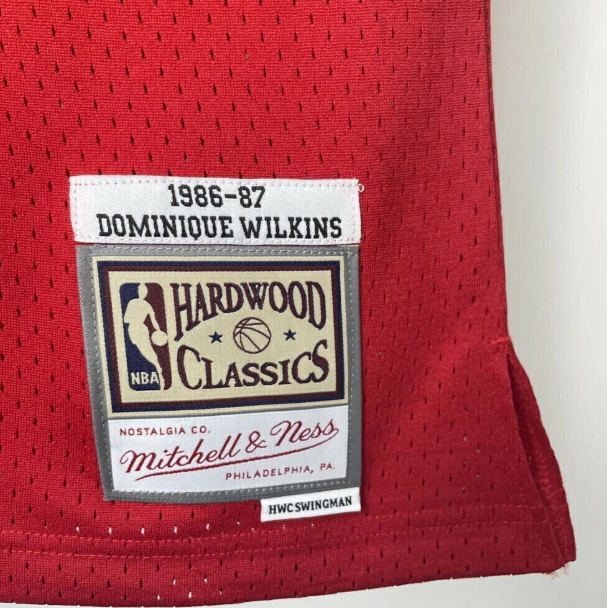 1986-87
DOMINIQUE WILKINS
HARDWOOD
CLASSICS
NBA
NOSTALGIA CO.
Mitchell & Ness
PHILADELPHIA, PA.
HWC SWINGMAN